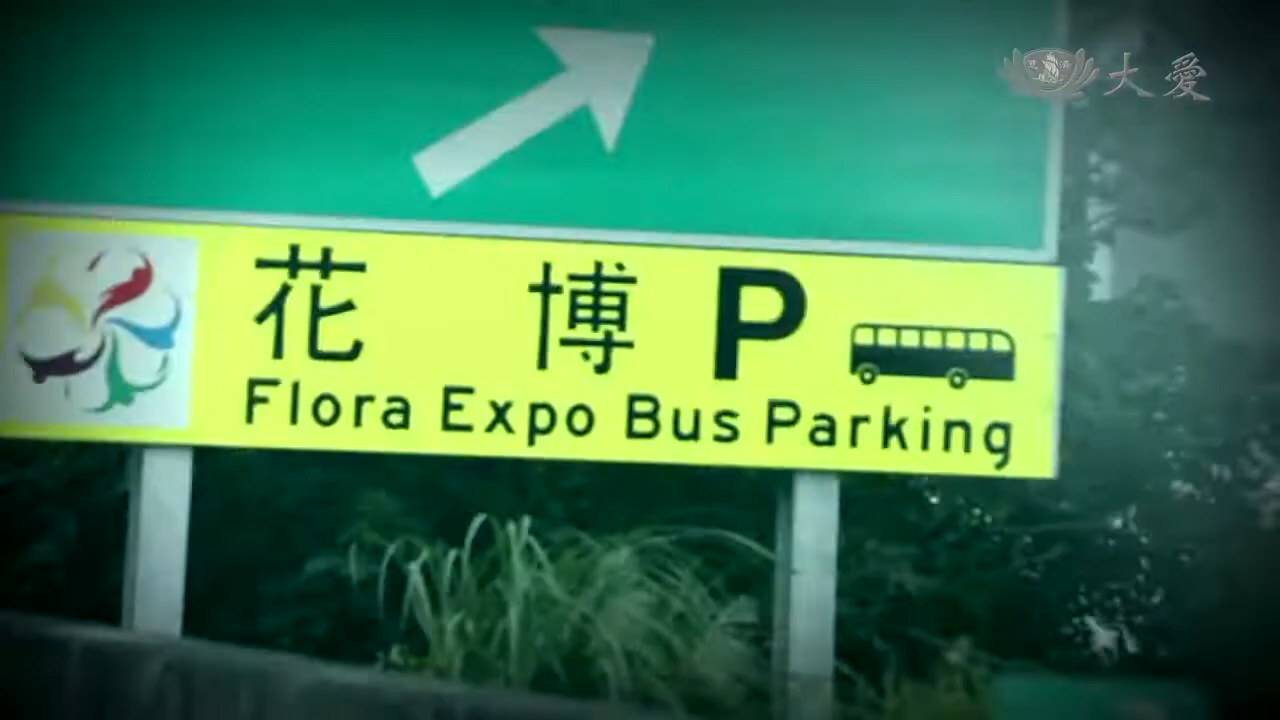 大愛
花 博 P
Flora Expo Bus Parking